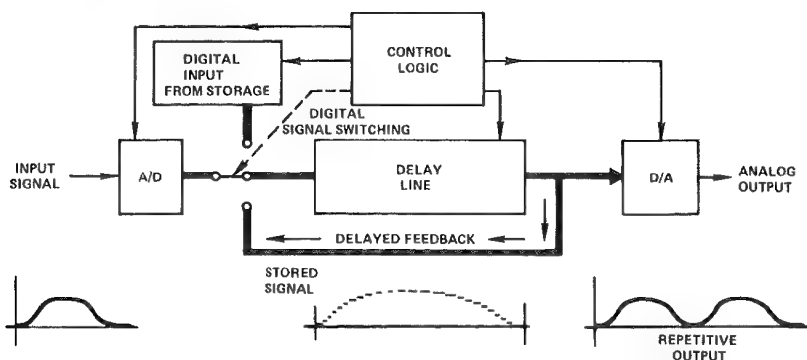 DIGITAL
INPUT
FROM STORAGE
CONTROL
LOGIC
DIGITAL
SIGNAL SWITCHING
INPUT
SIGNAL
A/D
DELAY
LINE
D/A
ANALOG
OUTPUT
DELAYED FEEDBACK
STORED
SIGNAL
REPETITIVE
OUTPUT